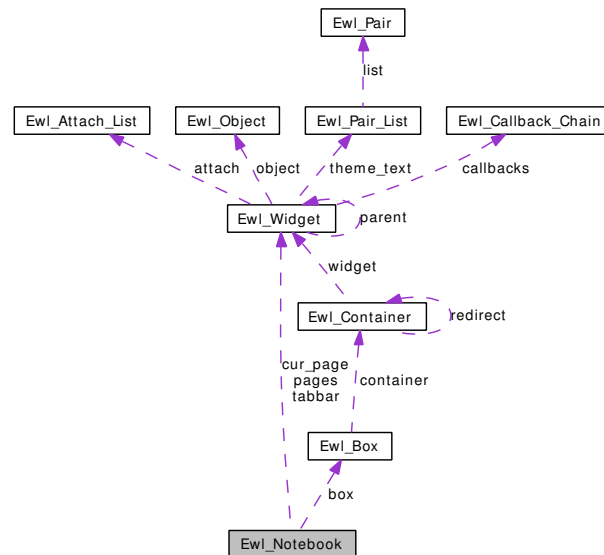 Ewl_Pair
list
Ewl_Attach_List
Ewl_Object
Ewl_Pair_List
Ewl_Callback_Chain
attach
object
theme_text
callbacks
Ewl_Widget
parent
widget
Ewl_Container
redirect
cur_page
pages
tabbar
container
Ewl_Box
box
Ewl_Notebook